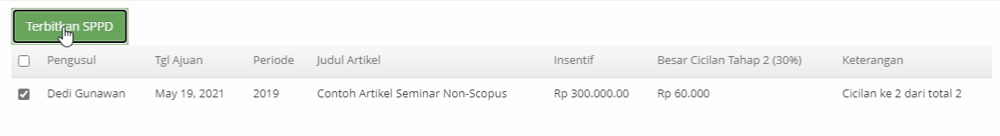 Terbitkan SPPD
Pengusul Tgl Ajuan Periode Judul Artikel Insentif Besar Cicilan Tahap 2 (30%) Keterangan
Dedi Gunawan May 19, 2021 2019 Contoh Artikel Seminar Non-Scopus Rp 300.000.00 Rp 60.000 Cicilan ke 2 dari total 2